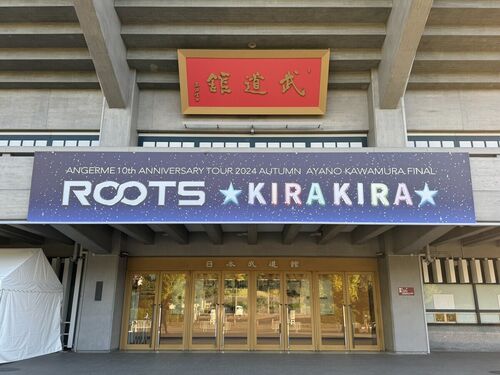 武道館
ANGERME 10th ANNIVERSARY TOUR 2024 AUTUMN AYANO KAWAMURA FINAL
ROOTS ★KIRAKIRA★
日本武道館